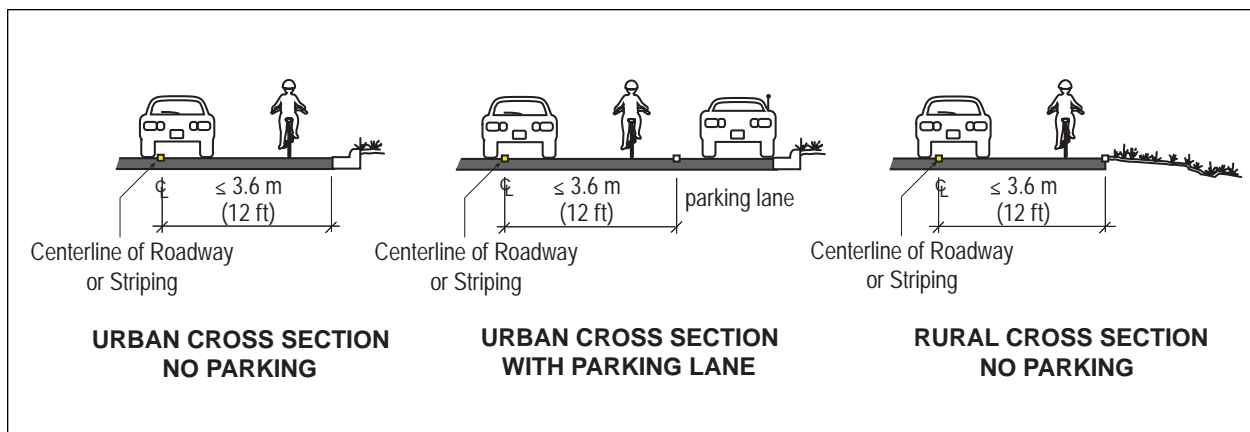 ℄
≤ 3.6 m
(12 ft)
Centerline of Roadway
or Striping
URBAN CROSS SECTION
NO PARKING
℄
≤ 3.6 m
(12 ft)
parking lane
Centerline of Roadway
or Striping
URBAN CROSS SECTION
WITH PARKING LANE
℄
≤ 3.6 m
(12 ft)
Centerline of Roadway
or Striping
RURAL CROSS SECTION
NO PARKING